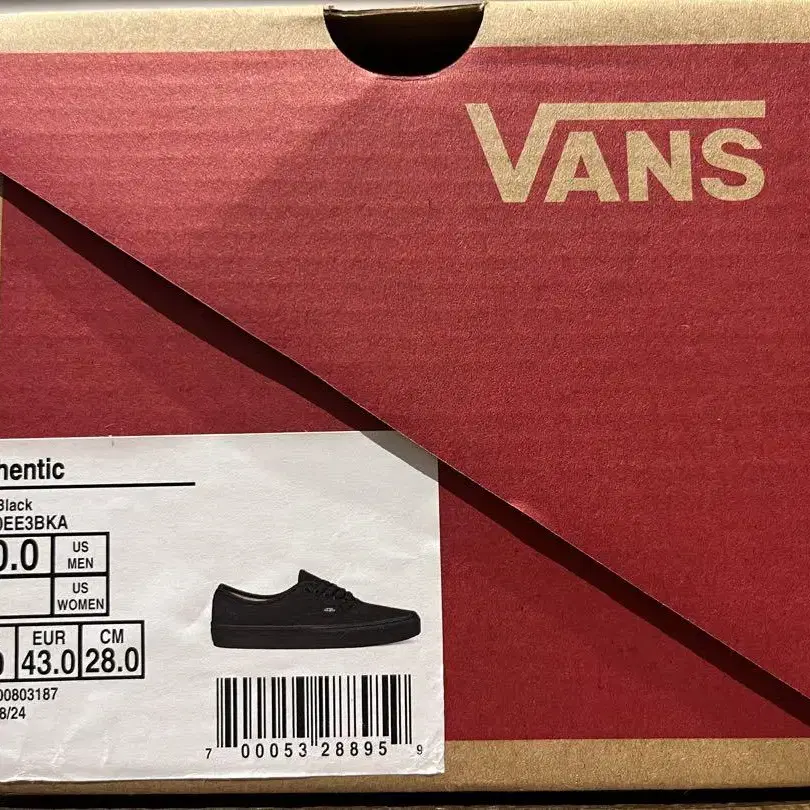 VANS
hentic
Black
0EE3BKA
0.0 US MEN
US WOMEN
EUR CM
43.0 28.0
00803187
8/24
7 00053 28895 9